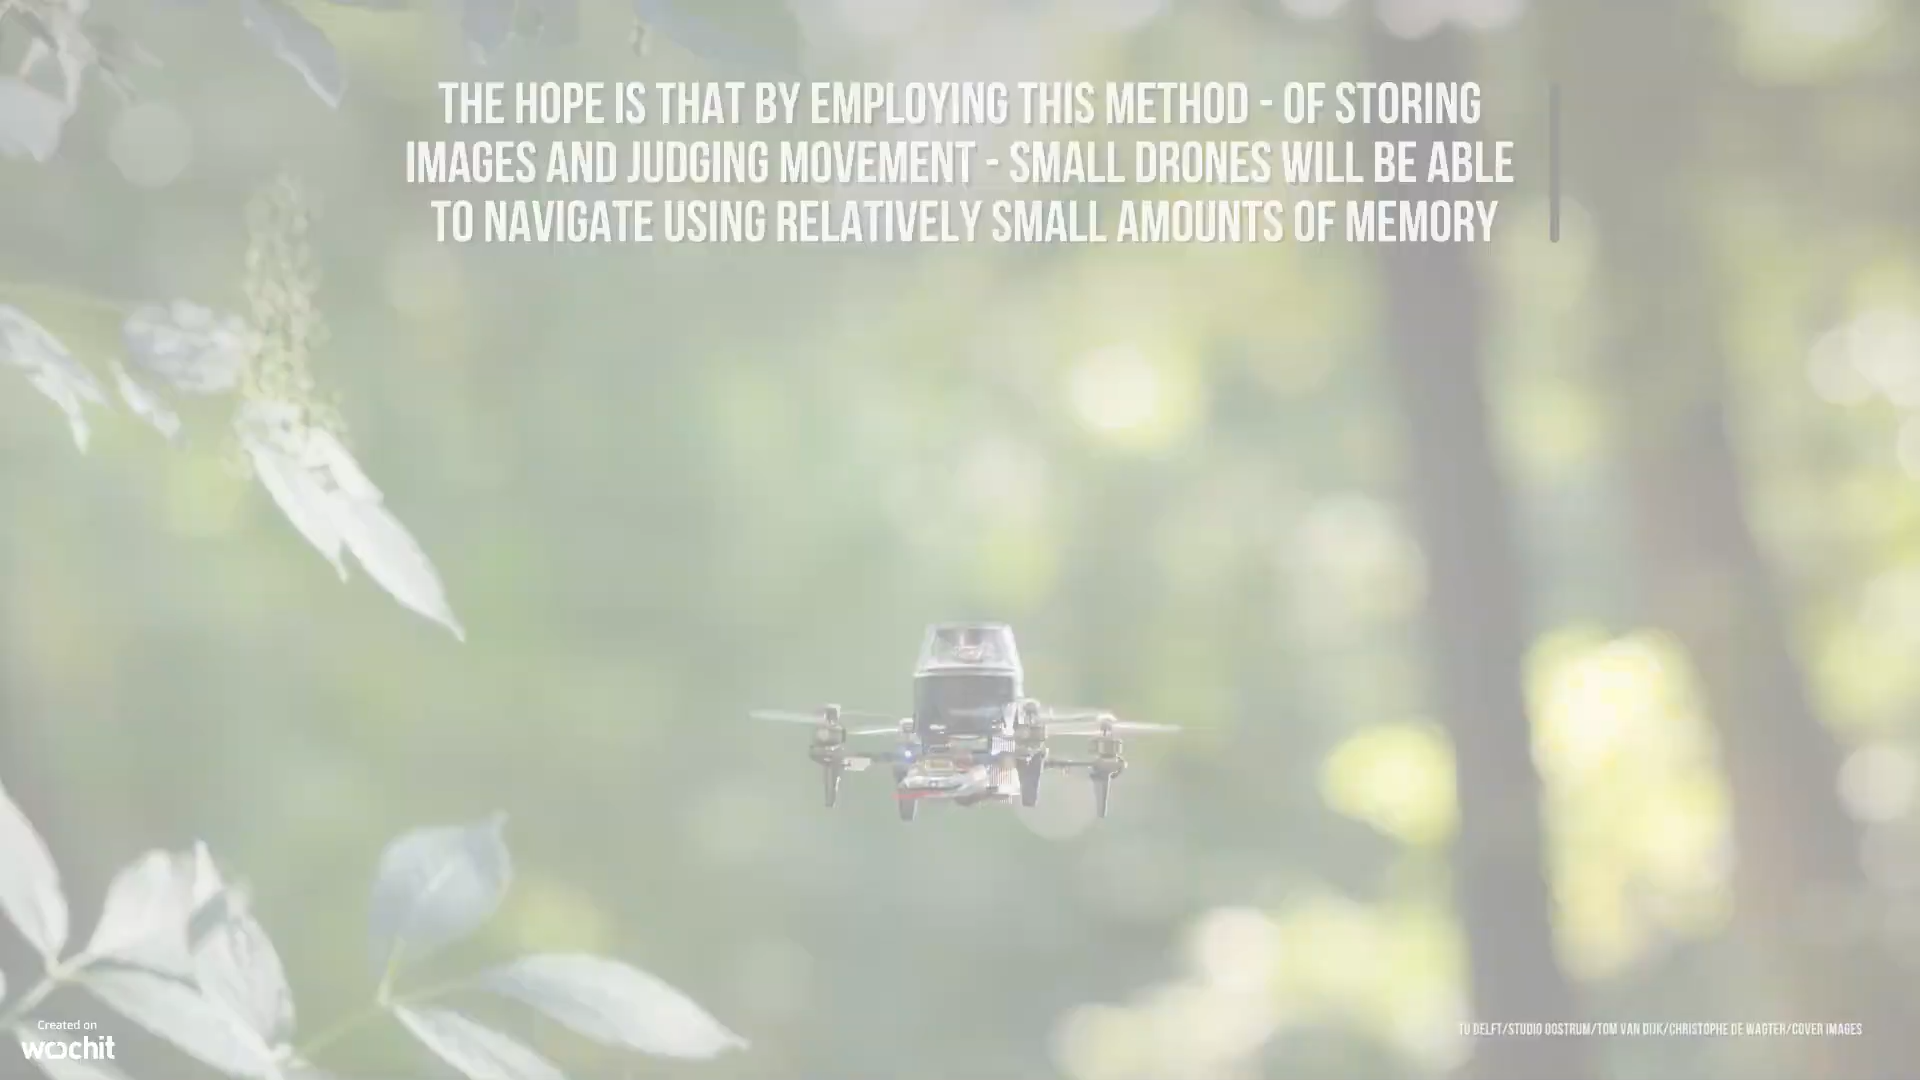 THE HOPE IS THAT BY EMPLOYING THIS METHOD - OF STORING
IMAGES AND JUDGING MOVEMENT - SMALL DRONES WILL BE ABLE
TO NAVIGATE USING RELATIVELY SMALL AMOUNTS OF MEMORY
TU DELFT/STUDIO OOSTRUM/TOM VAN DIJK/CHRISTOPHE DE WAGTER/COVER IMAGES
Created on
wochit